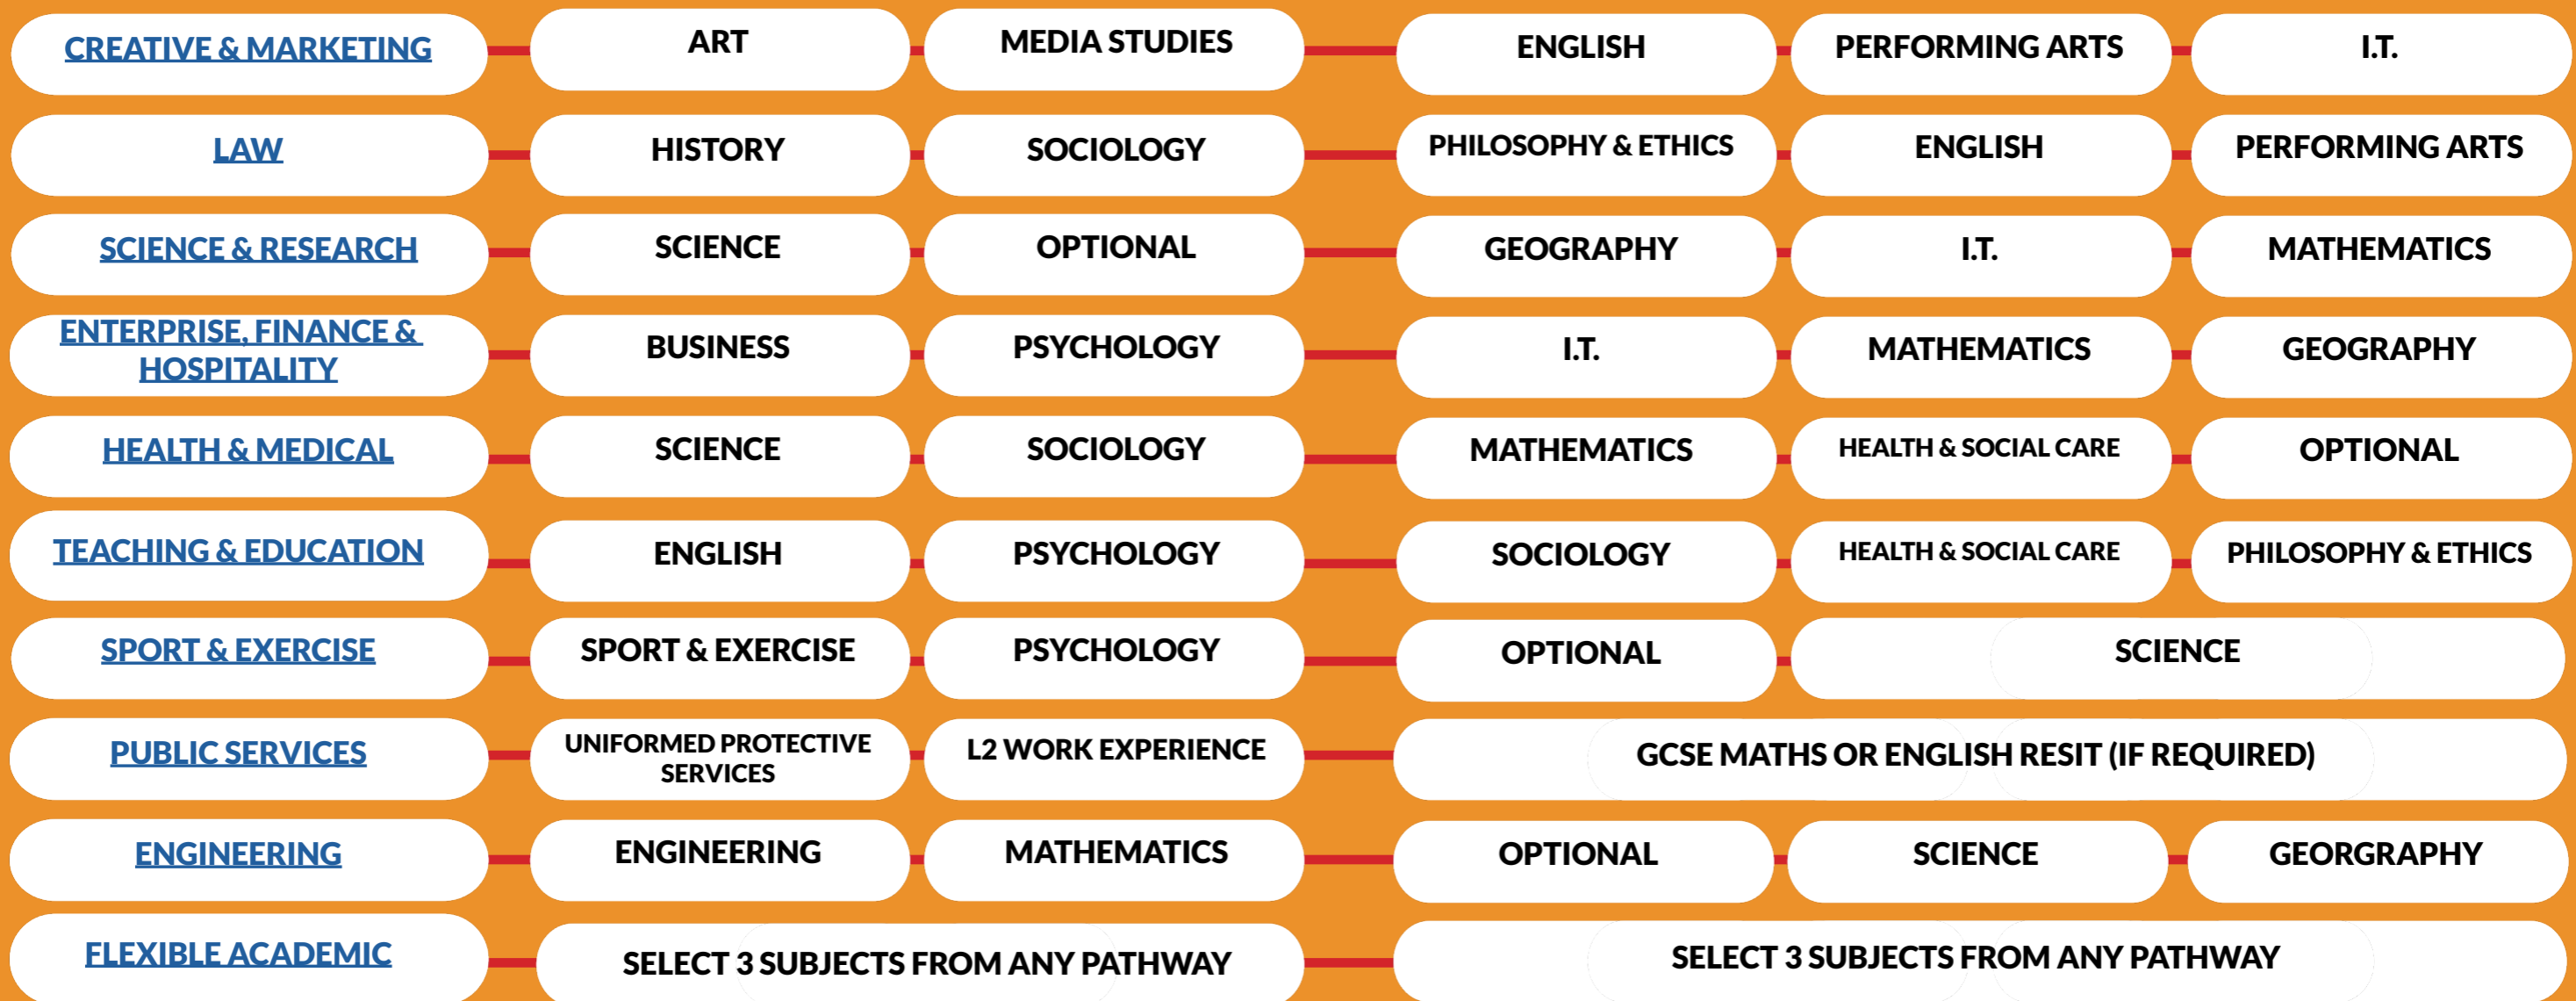 CREATIVE & MARKETING ART MEDIA STUDIES ENGLISH PERFORMING ARTS I.T.
LAW HISTORY SOCIOLOGY PHILOSOPHY & ETHICS ENGLISH PERFORMING ARTS
SCIENCE & RESEARCH SCIENCE OPTIONAL GEOGRAPHY I.T. MATHEMATICS
ENTERPRISE, FINANCE &
HOSPITALITY BUSINESS PSYCHOLOGY I.T. MATHEMATICS GEOGRAPHY
HEALTH & MEDICAL SCIENCE SOCIOLOGY MATHEMATICS HEALTH & SOCIAL CARE OPTIONAL
TEACHING & EDUCATION ENGLISH PSYCHOLOGY SOCIOLOGY HEALTH & SOCIAL CARE PHILOSOPHY & ETHICS
SPORT & EXERCISE SPORT & EXERCISE PSYCHOLOGY OPTIONAL SCIENCE
PUBLIC SERVICES UNIFORMED PROTECTIVE
SERVICES L2 WORK EXPERIENCE GCSE MATHS OR ENGLISH RESIT (IF REQUIRED)
ENGINEERING ENGINEERING MATHEMATICS OPTIONAL SCIENCE GEORGRAPHY
FLEXIBLE ACADEMIC SELECT 3 SUBJECTS FROM ANY PATHWAY SELECT 3 SUBJECTS FROM ANY PATHWAY